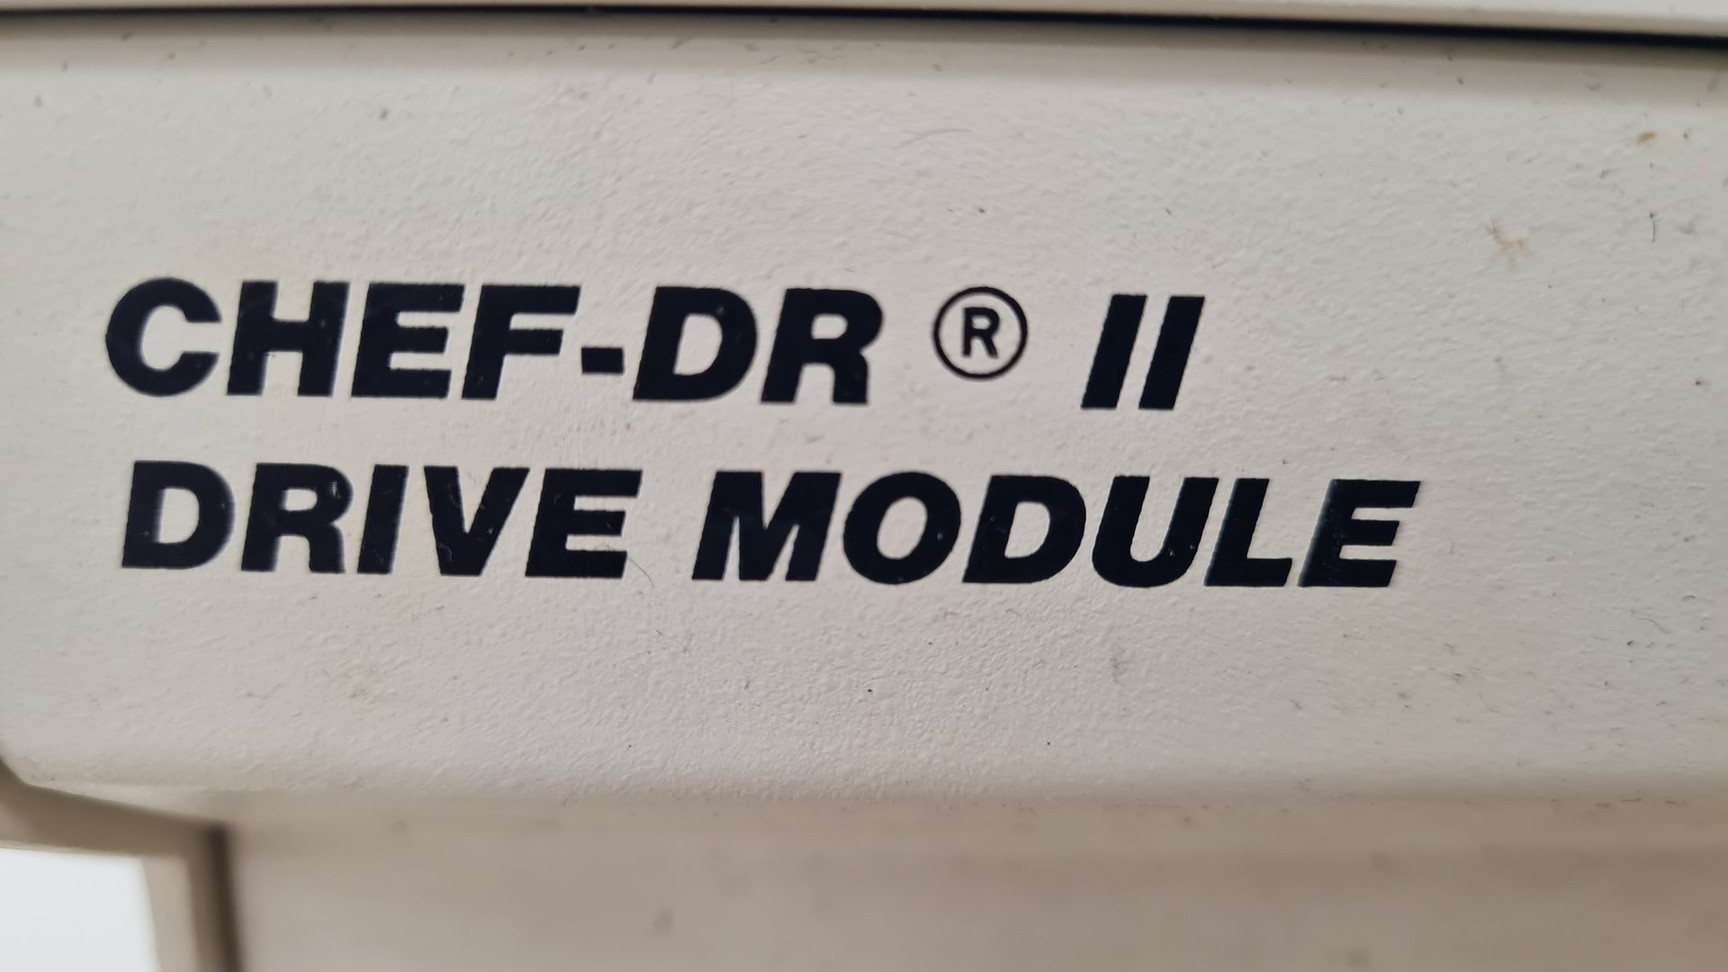 CHEF-DR ® II
DRIVE MODULE